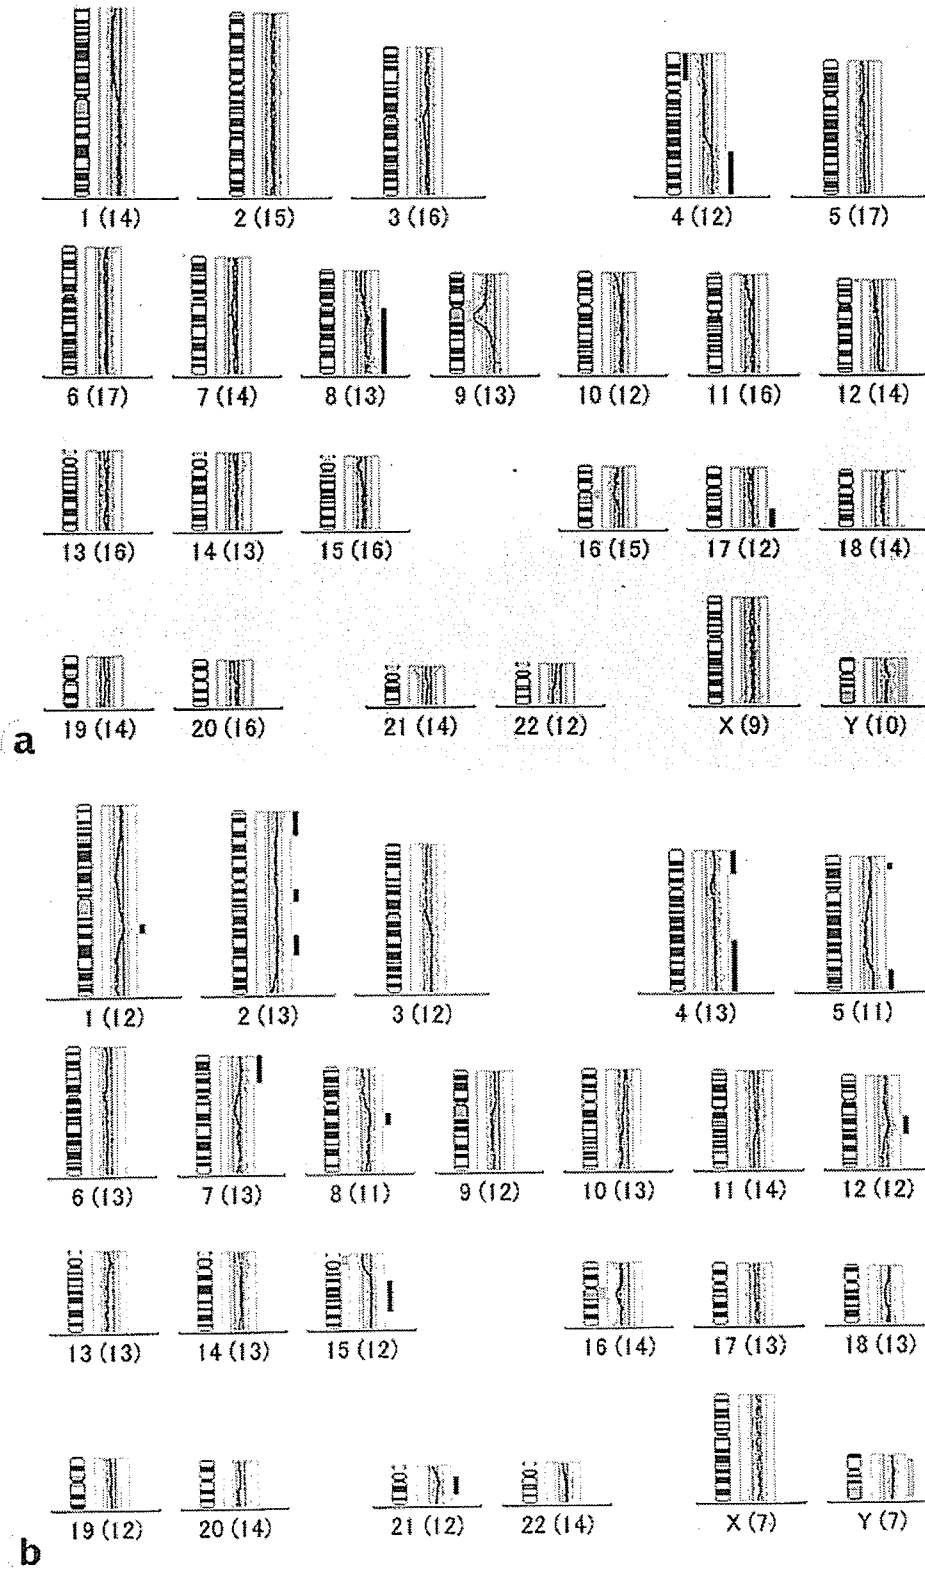 1 (14) 2 (15) 3 (16) 4 (12) 5 (17)
6 (17) 7 (14) 8 (13) 9 (13) 10 (12) 11 (16) 12 (14)
13 (16) 14 (13) 15 (16) 16 (15) 17 (12) 18 (14)
19 (14) 20 (16) 21 (14) 22 (12) X (9) Y (10)
a
1 (12) 2 (13) 3 (12) 4 (13) 5 (11)
6 (13) 7 (13) 8 (11) 9 (12) 10 (13) 11 (14) 12 (12)
13 (13) 14 (13) 15 (12) 16 (14) 17 (13) 18 (13)
19 (12) 20 (14) 21 (12) 22 (14) X (7) Y (7)
b